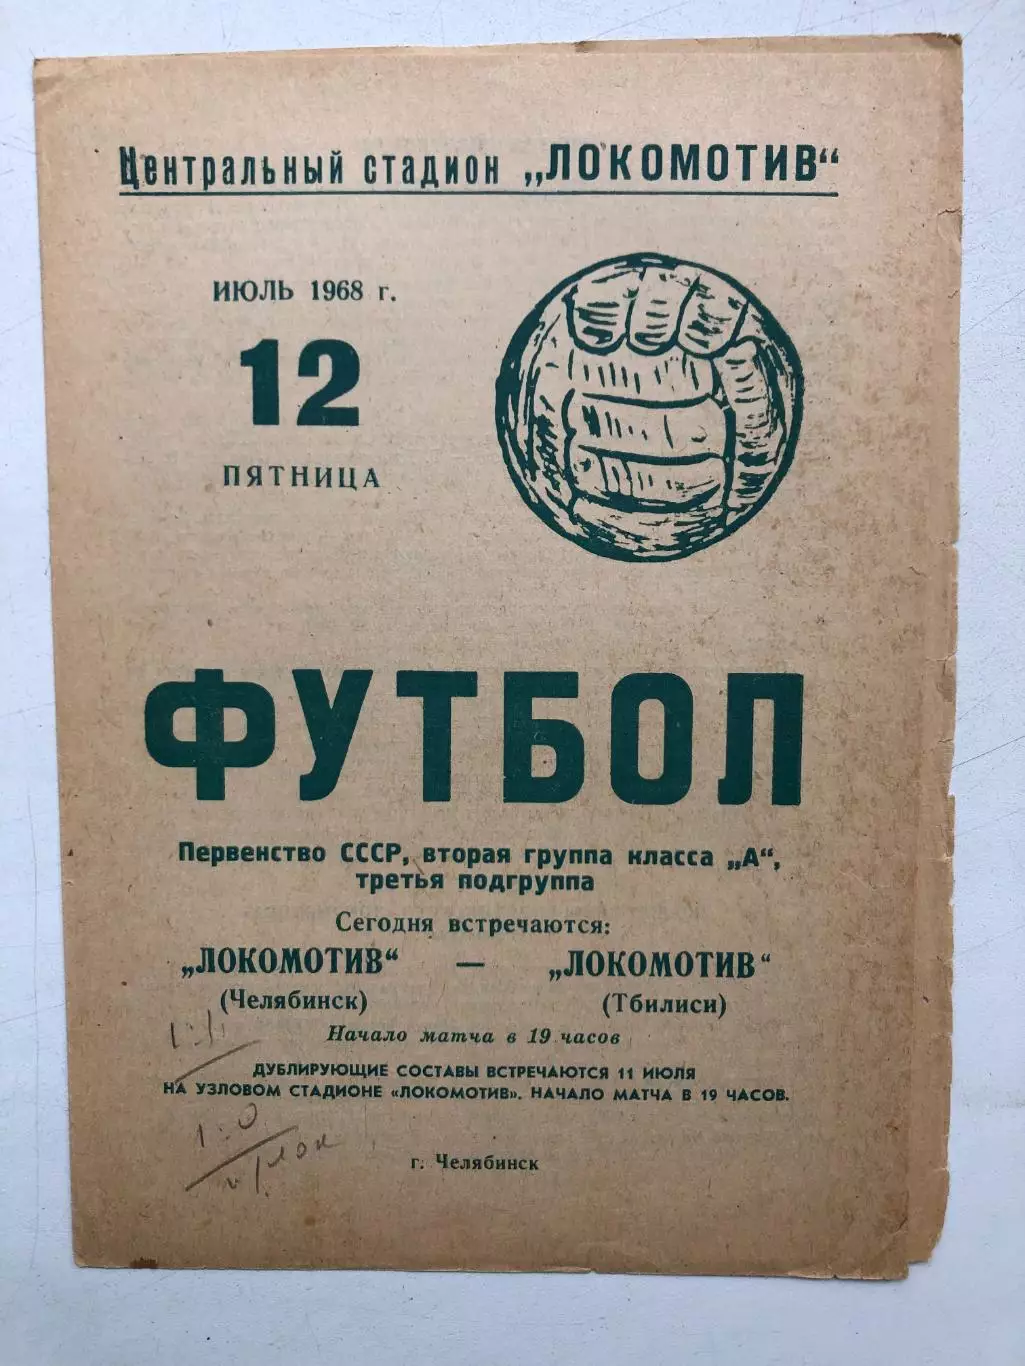 Центральный стадион „ЛОКОМОТИВ“
ИЮЛЬ 1968 г.
12
ПЯТНИЦА
ФУТБОЛ
Первенство СССР, вторая группа класса „А“,
третья подгруппа
Сегодня встречаются:
„ЛОКОМОТИВ“ — „ЛОКОМОТИВ“
(Челябинск) (Тбилиси)
Начало матча в 19 часов
1:1
ДУБЛИРУЮЩИЕ СОСТАВЫ ВСТРЕЧАЮТСЯ 11 ИЮЛЯ
НА УЗЛОВОМ СТАДИОНЕ «ЛОКОМОТИВ». НАЧАЛО МАТЧА В 19 ЧАСОВ.
1:0
г. Челябинск